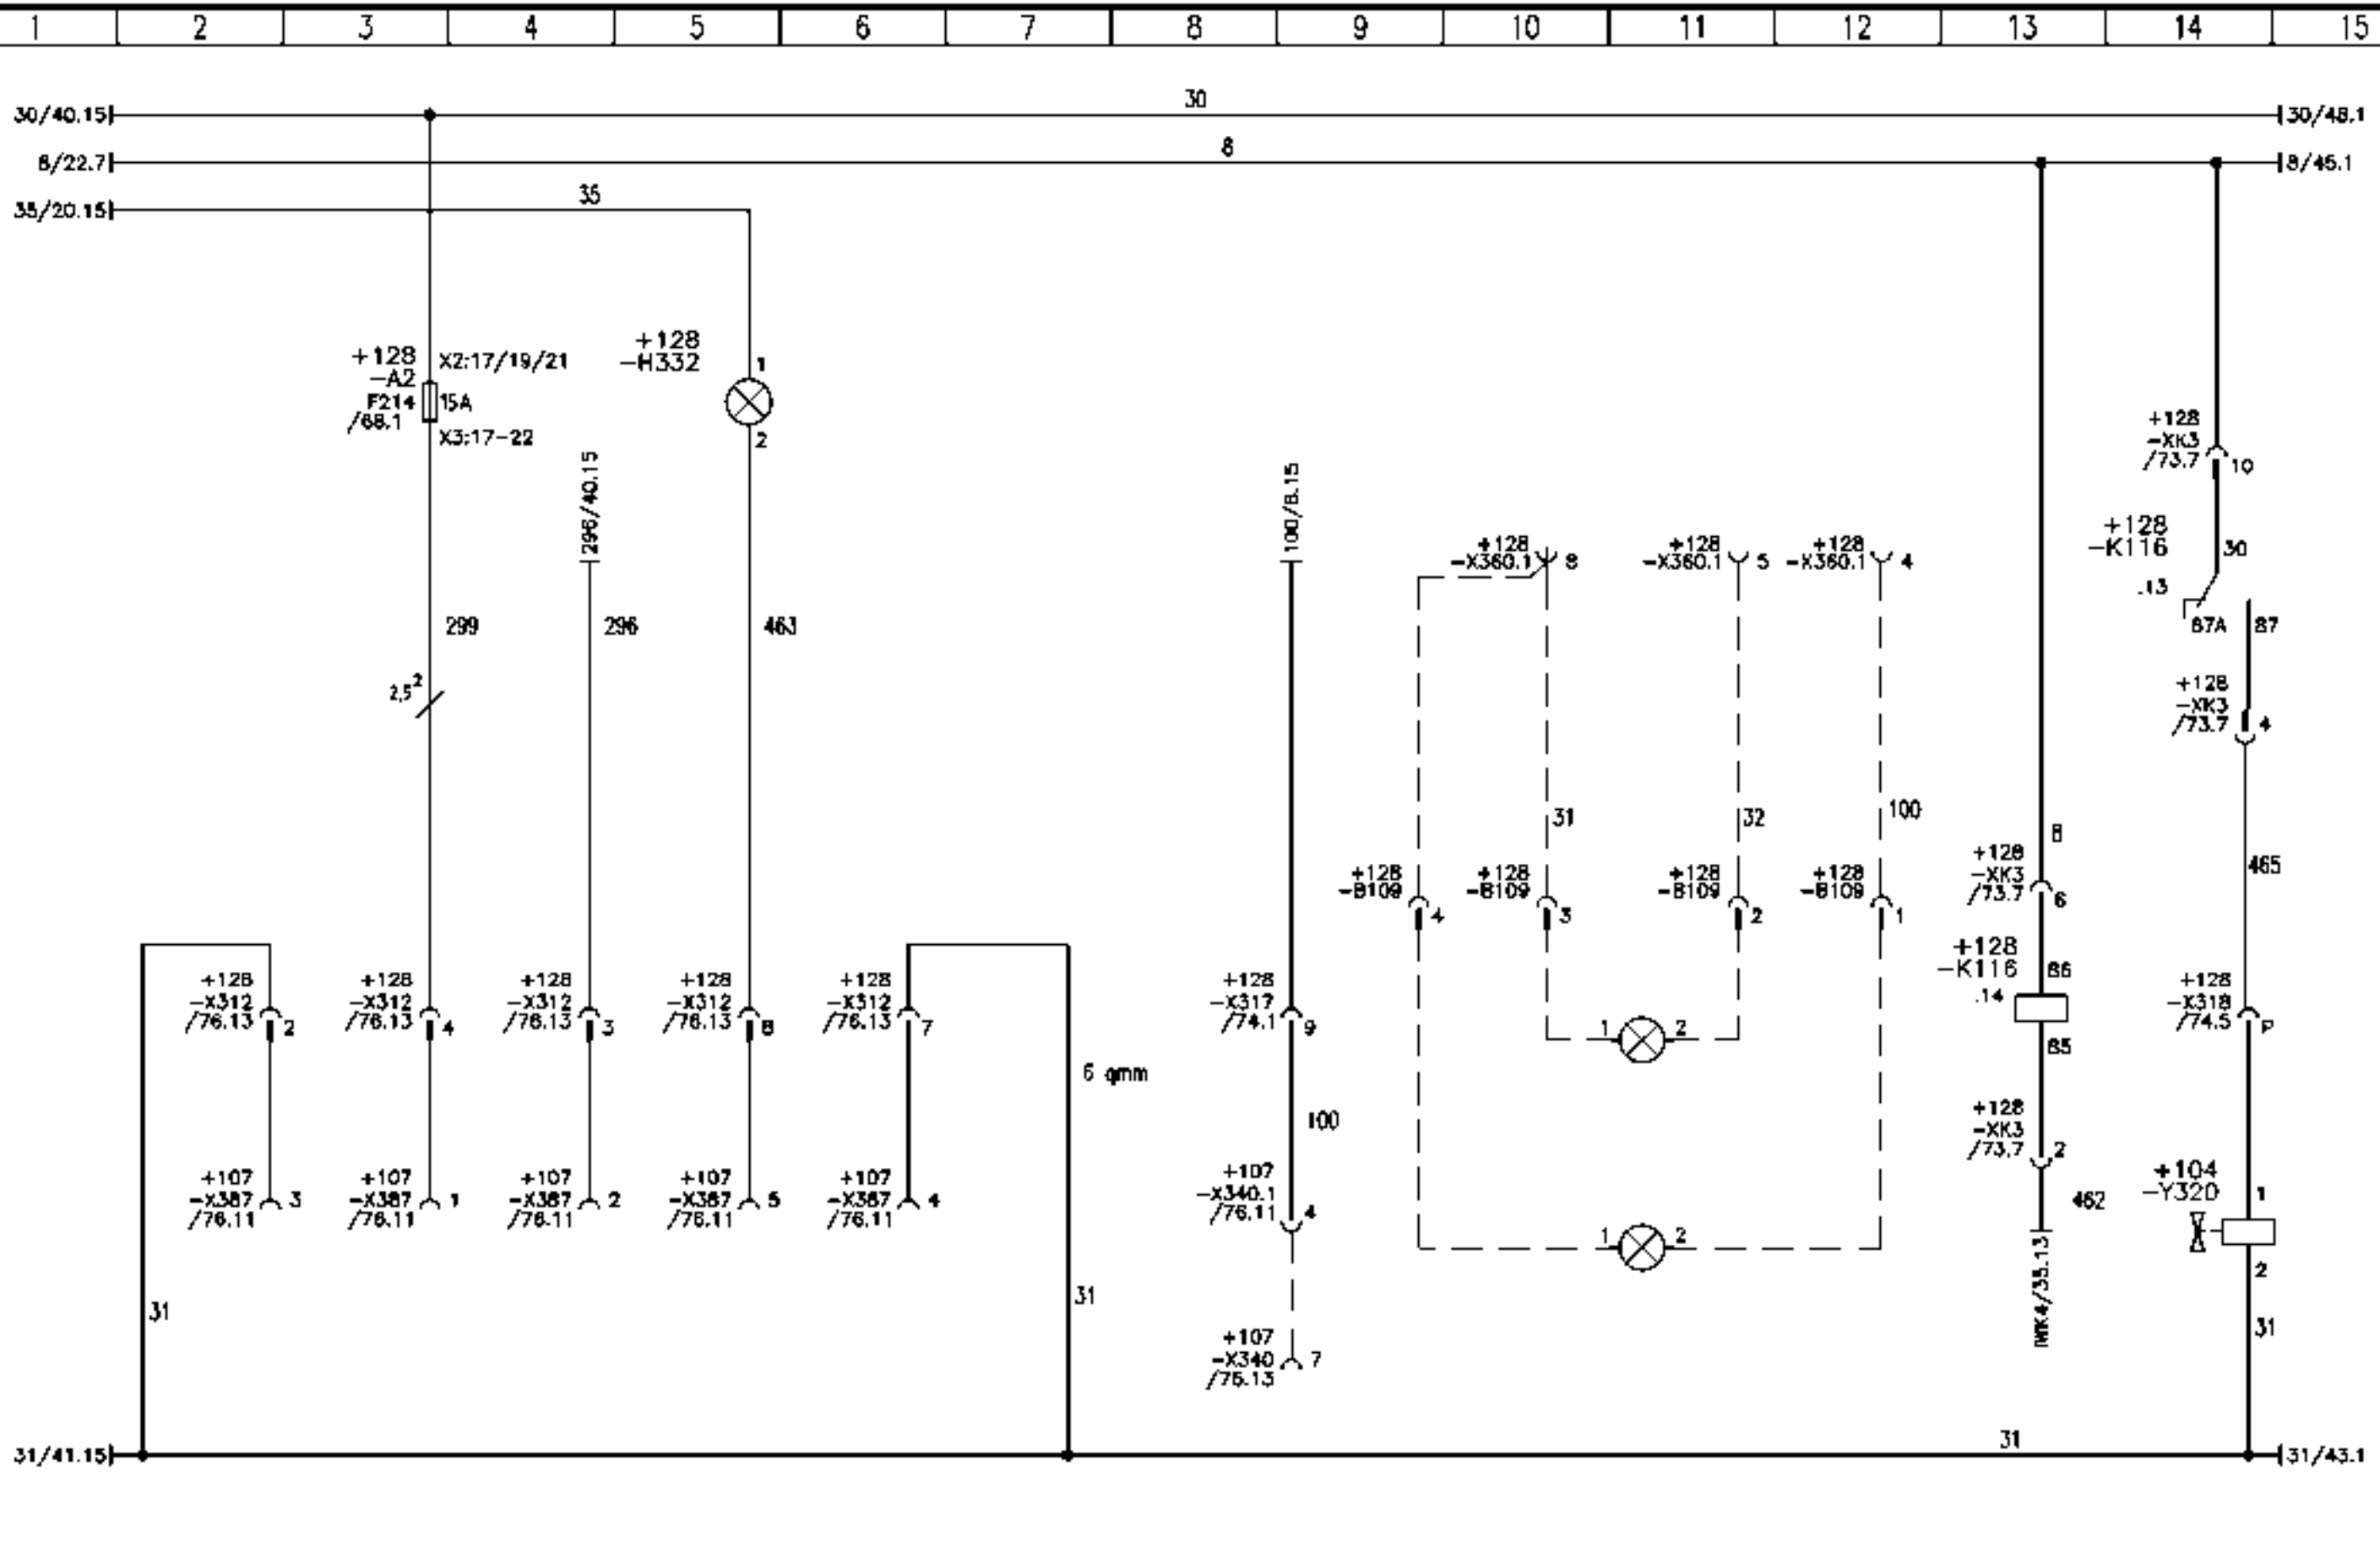 1 2 3 4 5 6 7 8 9 10 11 12 13 14 15
30/40.15 30 30/48.1
8/22.7 8 8/45.1
35/20.15 35
+128
-A2
F214
/68.1
X2:17/19/21
15A
X3:17-22
+128
-H332
1
2
296/40.15
299
296
463
2,5²
100/8.15
+128
-X360.1 8
+128
-X360.1 5
+128
-X360.1 4
31
32
100
+128
-B109
4
+128
-B109
3
+128
-B109
2
+128
-B109
1
1 2
1 2
+128
-XK3
/73.7 10
+128
-K116
.13
30
87A 87
+128
-XK3
/73.7 4
465
8
+128
-XK3
/73.7 6
+128
-K116
.14
86
85
+128
-XK3
/73.7 2
462
+128
-X318
/74.5 P
+104
-Y320
1
2
31
+128
-X312
/76.13 2
+128
-X312
/76.13 4
+128
-X312
/76.13 3
+128
-X312
/76.13
+128
-X312
/76.13 7
6 qmm
+128
-X317
/74.1 9
100
+107
-X387
/76.11 3
+107
-X387
/76.11 1
+107
-X387
/76.11 2
+107
-X387
/76.11 5
+107
-X387
/76.11 4
+107
-X340.1
/76.11 4
+107
-X340
/76.13 7
31
31
31/41.15 31 31/43.1